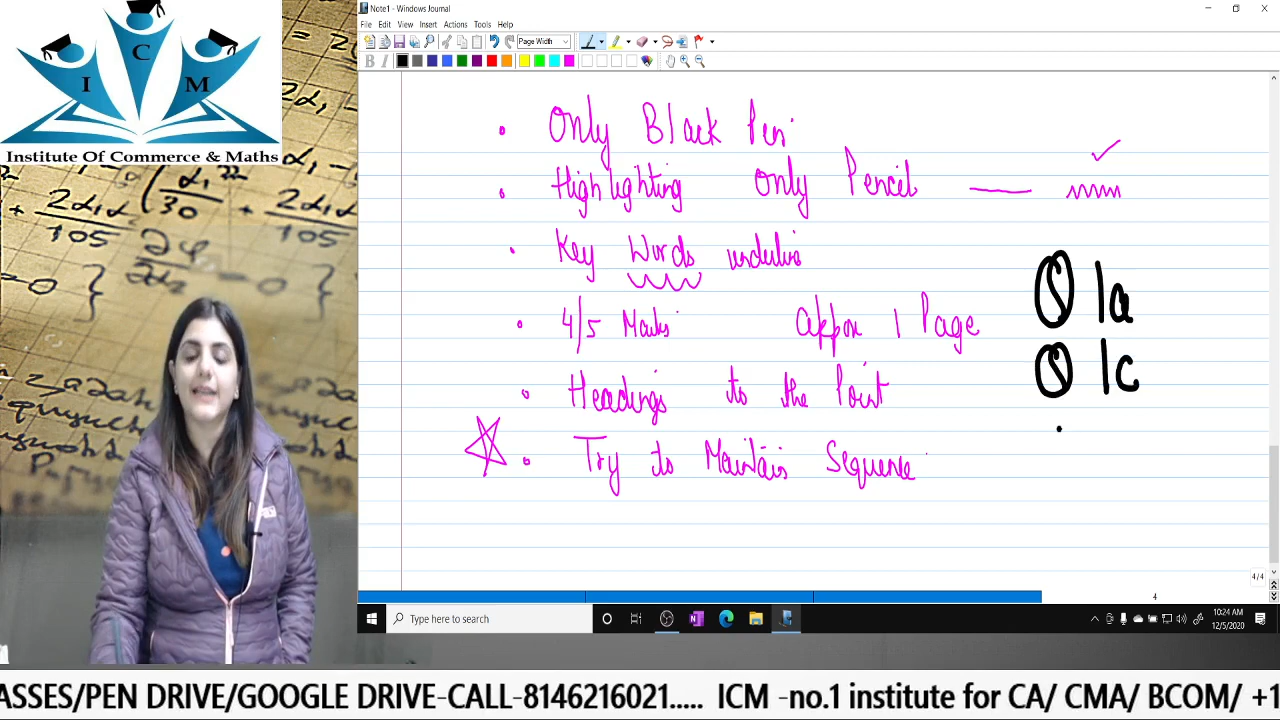 Note1 - Windows Journal
File Edit View Insert Actions Tools Help
Page Width
B I
I C M
Institute Of Commerce & Maths
• Only Black Pen
• Highlighting Only Pencil
• Key Words underline
• 4/5 Marks Approx 1 Page
• Headings to the Point
• Try to Maintain Sequence
Q 1a
Q 1c
4/4
4
Type here to search
10:24 AM
12/5/2020
ASSES/PEN DRIVE/GOOGLE DRIVE-CALL-8146216021..... ICM -no.1 institute for CA/ CMA/ BCOM/ +1